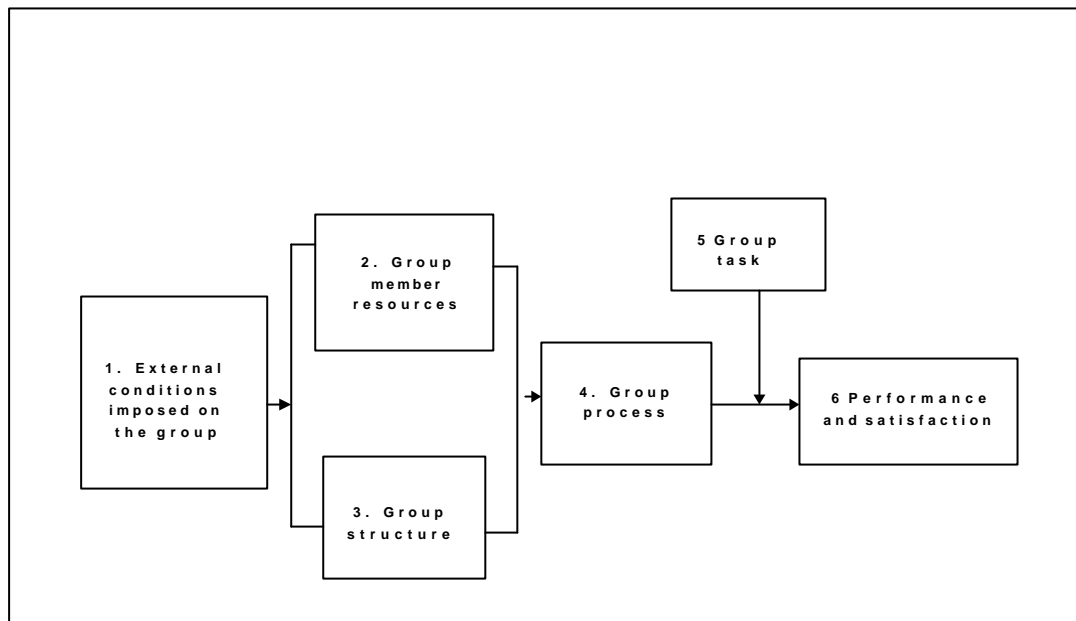 1. External
conditions
imposed on
the group
2. Group
member
resources
3. Group
structure
4. Group
process
5 Group
task
6 Performance
and satisfaction